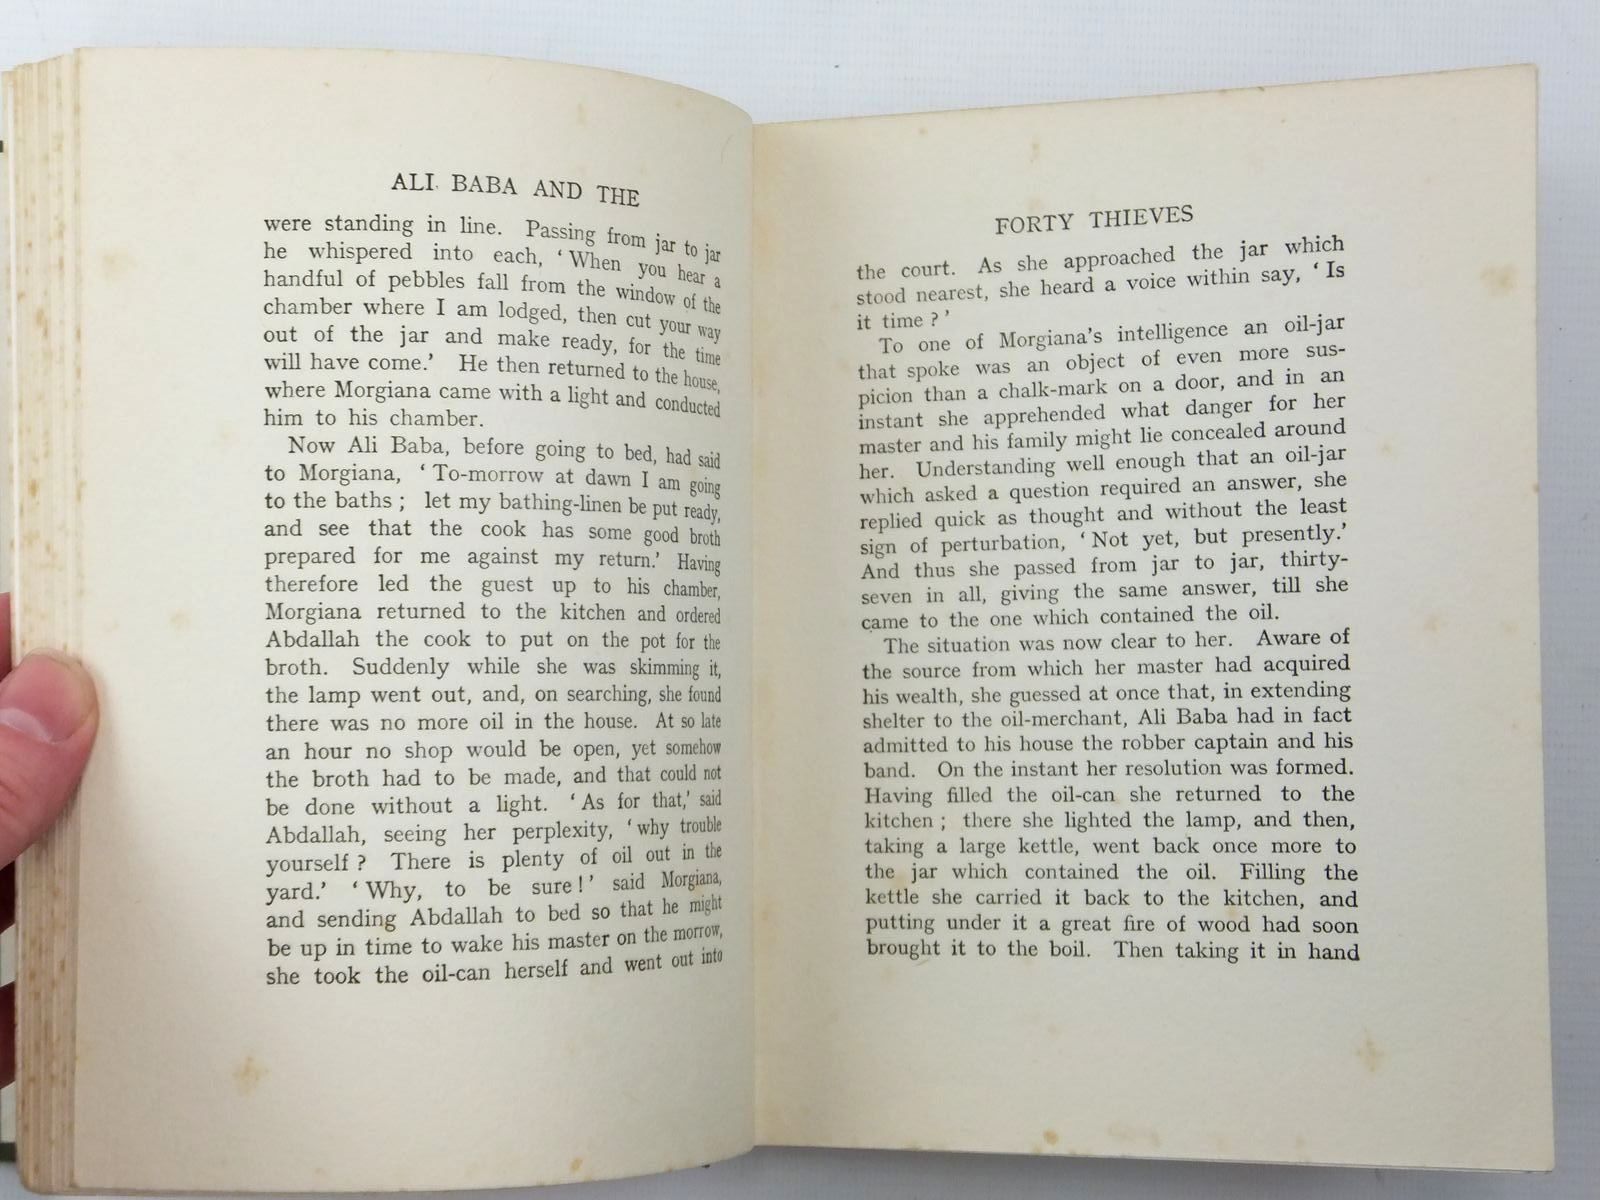 ALI BABA AND THE
were standing in line. Passing from jar to jar
he whispered into each, ‘When you hear a
handful of pebbles fall from the window of the
chamber where I am lodged, then cut your way
out of the jar and make ready, for the time
will have come.’ He then returned to the house,
where Morgiana came with a light and conducted
him to his chamber.
Now Ali Baba, before going to bed, had said
to Morgiana, ‘To-morrow at dawn I am going
to the baths; let my bathing-linen be put ready,
and see that the cook has some good broth
prepared for me against my return.’ Having
therefore led the guest up to his chamber,
Morgiana returned to the kitchen and ordered
Abdallah the cook to put on the pot for the
broth. Suddenly while she was skimming it,
the lamp went out, and, on searching, she found
there was no more oil in the house. At so late
an hour no shop would be open, yet somehow
the broth had to be made, and that could not
be done without a light. ‘As for that,’ said
Abdallah, seeing her perplexity, ‘why trouble
yourself? There is plenty of oil out in the
yard.’ ‘Why, to be sure!’ said Morgiana,
and sending Abdallah to bed so that he might
be up in time to wake his master on the morrow,
she took the oil-can herself and went out into
FORTY THIEVES
the court. As she approached the jar which
stood nearest, she heard a voice within say, ‘Is
it time?’
To one of Morgiana’s intelligence an oil-jar
that spoke was an object of even more sus-
picion than a chalk-mark on a door, and in an
instant she apprehended what danger for her
master and his family might lie concealed around
her. Understanding well enough that an oil-jar
which asked a question required an answer, she
replied quick as thought and without the least
sign of perturbation, ‘Not yet, but presently.’
And thus she passed from jar to jar, thirty-
seven in all, giving the same answer, till she
came to the one which contained the oil.
The situation was now clear to her. Aware of
the source from which her master had acquired
his wealth, she guessed at once that, in extending
shelter to the oil-merchant, Ali Baba had in fact
admitted to his house the robber captain and his
band. On the instant her resolution was formed.
Having filled the oil-can she returned to the
kitchen; there she lighted the lamp, and then,
taking a large kettle, went back once more to
the jar which contained the oil. Filling the
kettle she carried it back to the kitchen, and
putting under it a great fire of wood had soon
brought it to the boil. Then taking it in hand